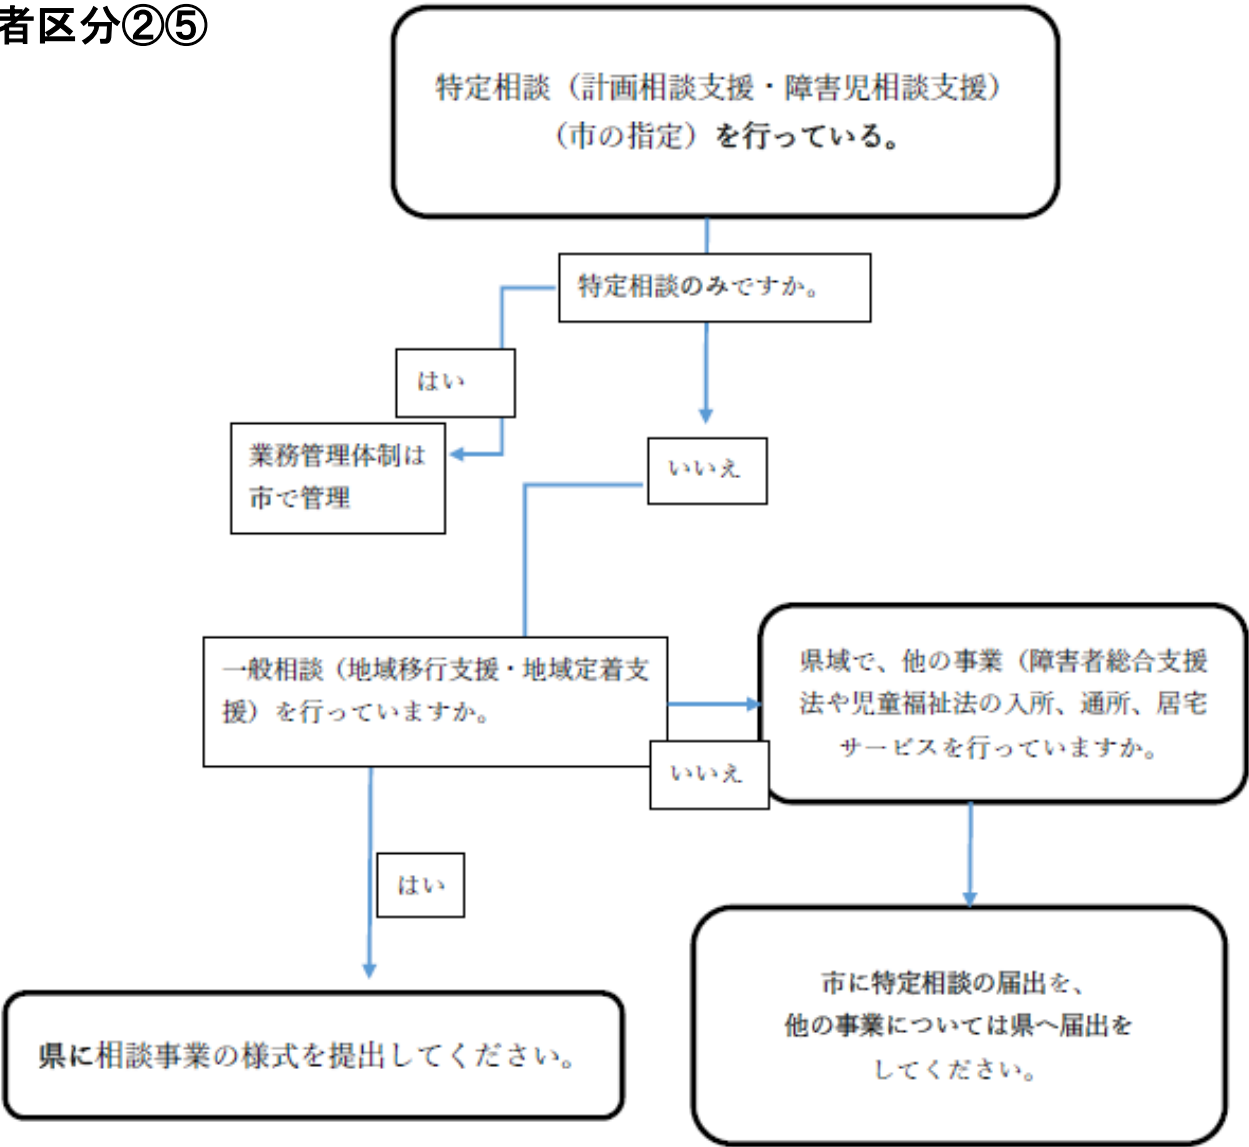 者区分②⑤
特定相談（計画相談支援・障害児相談支援）
（市の指定）を行っている。
特定相談のみですか。
はい
業務管理体制は
市で管理
いいえ
一般相談（地域移行支援・地域定着支
援）を行っていますか。
いいえ
県域で、他の事業（障害者総合支援
法や児童福祉法の入所、通所、居宅
サービスを行っていますか。
はい
県に相談事業の様式を提出してください。
市に特定相談の届出を、
他の事業については県へ届出を
してください。